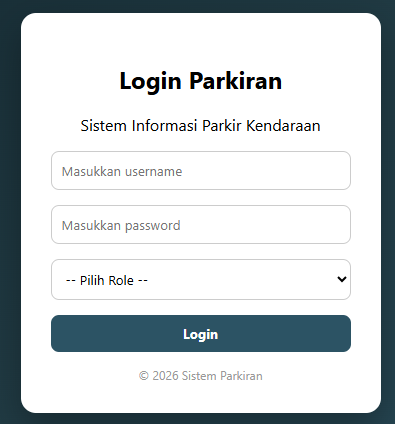 Login Parkiran
Sistem Informasi Parkir Kendaraan
Masukkan username
Masukkan password
-- Pilih Role --
Login
© 2026 Sistem Parkiran